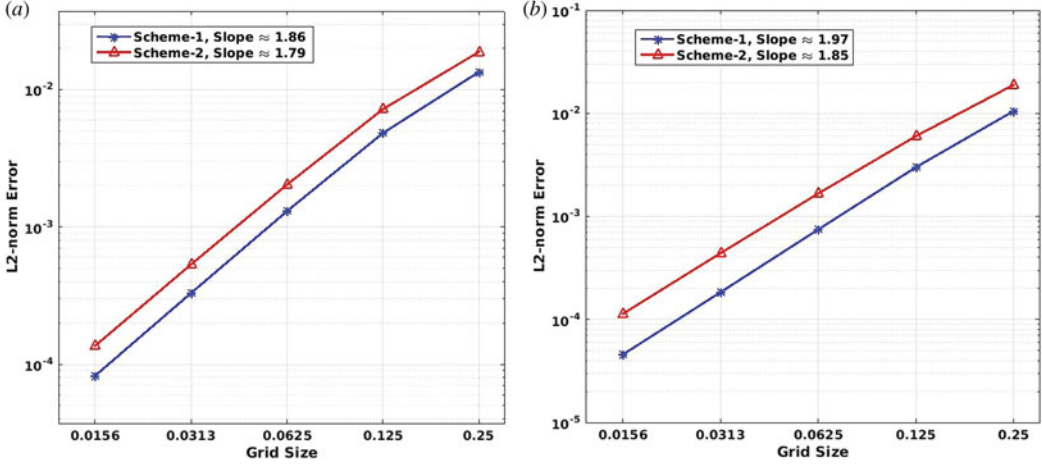 (a)
Scheme-1, Slope ≈ 1.86
Scheme-2, Slope ≈ 1.79
10^-2
10^-3
10^-4
L2-norm Error
0.0156 0.0313 0.0625 0.125 0.25
Grid Size
(b)
Scheme-1, Slope ≈ 1.97
Scheme-2, Slope ≈ 1.85
10^-1
10^-2
10^-3
10^-4
10^-5
L2-norm Error
0.0156 0.0313 0.0625 0.125 0.25
Grid Size